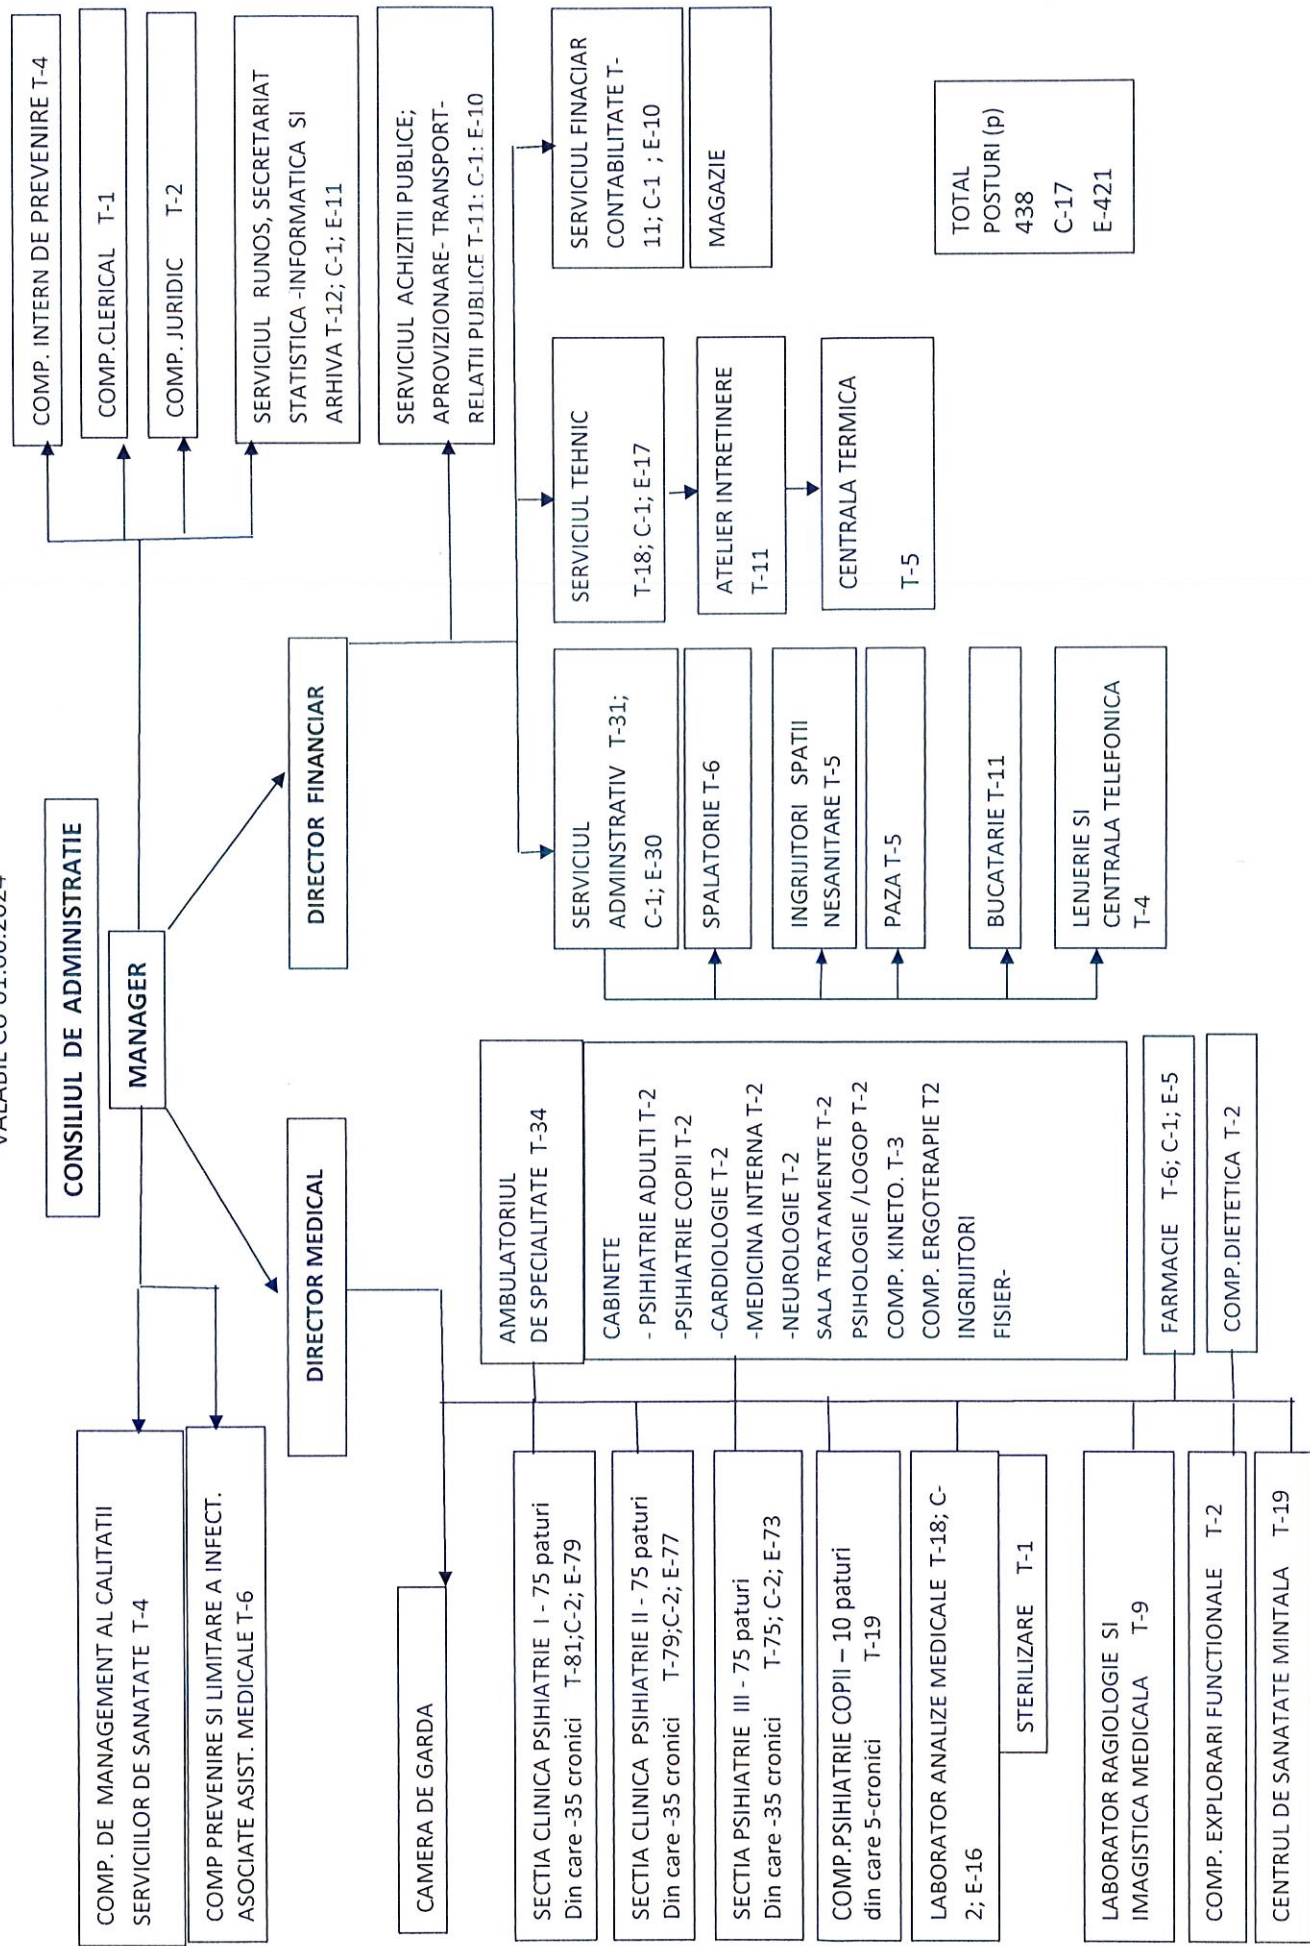 CONSILIUL DE ADMINISTRATIE
MANAGER
COMP. DE MANAGEMENT AL CALITATII
SERVICIILOR DE SANATATE T-4
COMP PREVENIRE SI LIMITARE A INFECT.
ASOCIATE ASIST. MEDICALE T-6
COMP. INTERN DE PREVENIRE T-4
COMP.CLERICAL T-1
COMP. JURIDIC T-2
SERVICIUL RUNOS, SECRETARIAT
STATISTICA -INFORMATICA SI
ARHIVA T-12; C-1; E-11
DIRECTOR MEDICAL
DIRECTOR FINANCIAR
SERVICIUL ACHIZITII PUBLICE;
APROVIZIONARE- TRANSPORT-
RELATII PUBLICE T-11: C-1: E-10
CAMERA DE GARDA
SECTIA CLINICA PSIHIATRIE I - 75 paturi
Din care -35 cronici T-81;C-2; E-79
SECTIA CLINICA PSIHIATRIE II - 75 paturi
Din care -35 cronici T-79;C-2; E-77
SECTIA PSIHIATRIE III - 75 paturi
Din care -35 cronici T-75; C-2; E-73
COMP.PSIHIATRIE COPII – 10 paturi
din care 5-cronici T-19
LABORATOR ANALIZE MEDICALE T-18; C-
2; E-16
STERILIZARE T-1
LABORATOR RAGIOLOGIE SI
IMAGISTICA MEDICALA T-9
COMP. EXPLORARI FUNCTIONALE T-2
CENTRUL DE SANATATE MINTALA T-19
AMBULATORIUL
DE SPECIALITATE T-34
CABINETE
- PSIHIATRIE ADULTI T-2
-PSIHIATRIE COPII T-2
-CARDIOLOGIE T-2
-MEDICINA INTERNA T-2
-NEUROLOGIE T-2
SALA TRATAMENTE T-2
PSIHOLOGIE /LOGOP T-2
COMP. KINETO. T-3
COMP. ERGOTERAPIE T2
INGRIJITORI
FISIER-
FARMACIE T-6; C-1; E-5
COMP.DIETETICA T-2
SERVICIUL
ADMINSTRATIV T-31;
C-1; E-30
SPALATORIE T-6
INGRIJITORI SPATII
NESANITARE T-5
PAZA T-5
BUCATARIE T-11
LENJERIE SI
CENTRALA TELEFONICA
T-4
SERVICIUL TEHNIC
T-18; C-1; E-17
ATELIER INTRETINERE
T-11
CENTRALA TERMICA
T-5
SERVICIUL FINACIAR
CONTABILITATE T-
11; C-1 ; E-10
MAGAZIE
TOTAL
POSTURI (p)
438
C-17
E-421